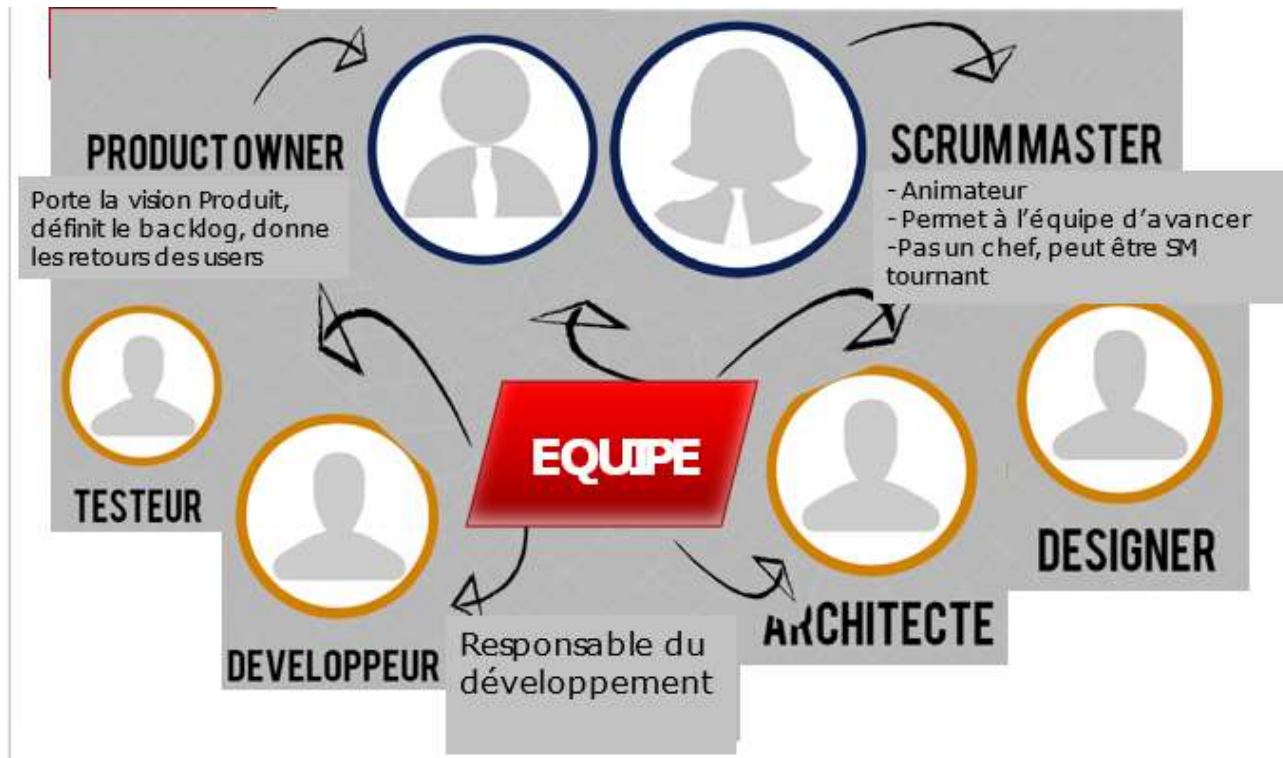 PRODUCT OWNER
Porte la vision Produit,
définit le backlog, donne
les retours des users
SCRUM MASTER
- Animateur
- Permet à l'équipe d'avancer
-Pas un chef, peut être SM
tournant
EQUIPE
TESTEUR
DEVELOPPEUR
Responsable du
développement
ARCHITECTE
DESIGNER